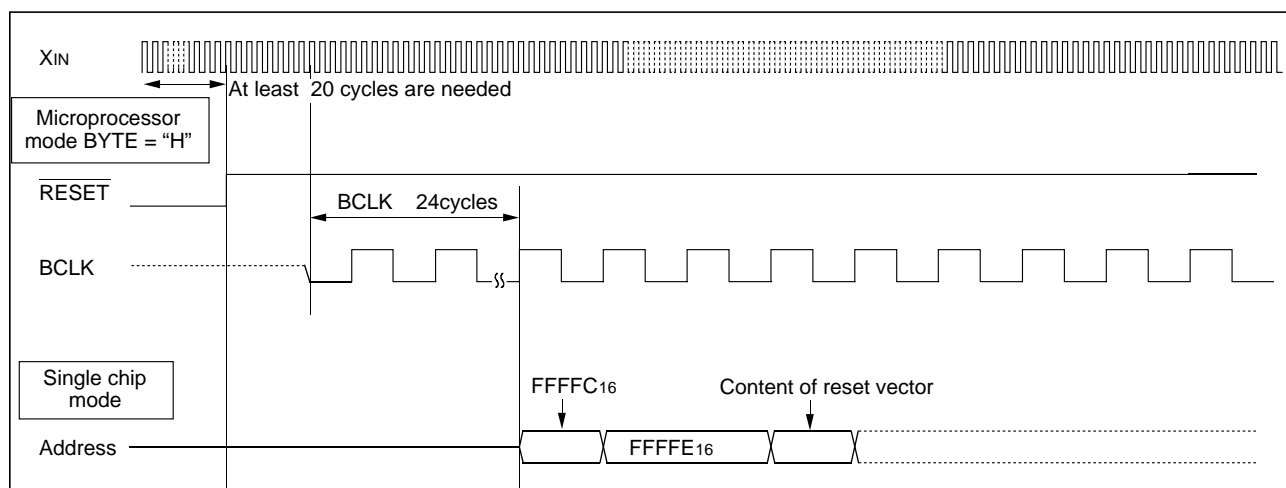 XIN
At least 20 cycles are needed
Microprocessor
mode BYTE = “H”
RESET
BCLK 24cycles
BCLK
Single chip
mode
FFFFC16
Content of reset vector
Address
FFFFE16